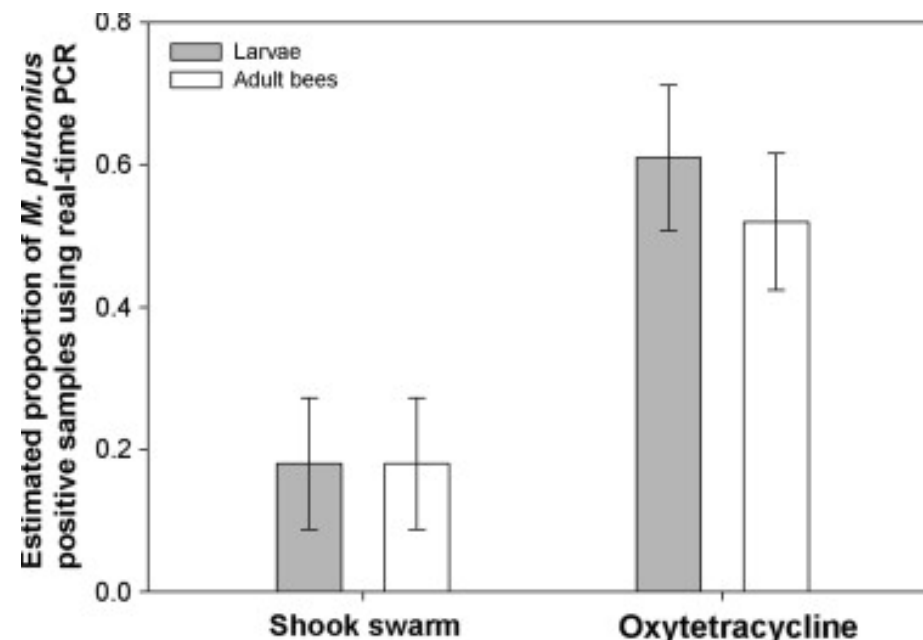 Estimated proportion of M. plutonius
positive samples using real-time PCR
0.8
0.6
0.4
0.2
0.0
Larvae
Adult bees
Shook swarm
Oxytetracycline